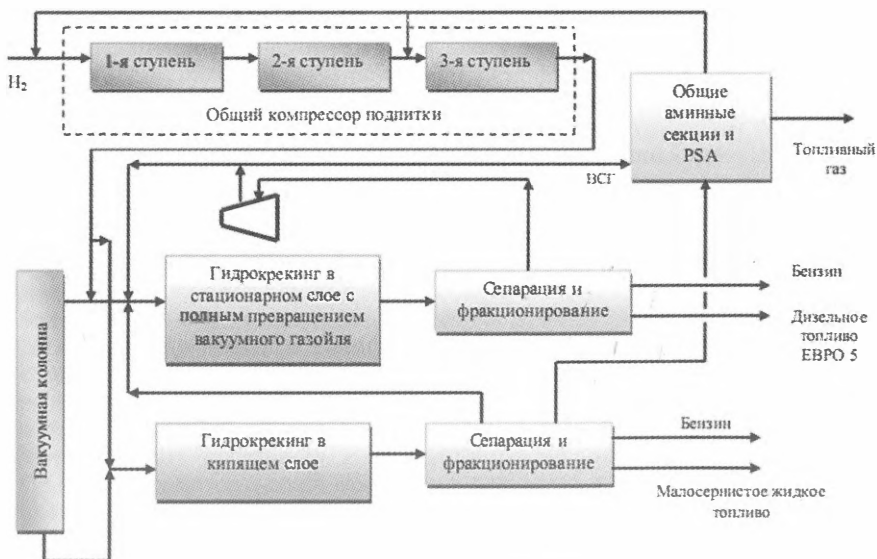 1-я ступень
2-я ступень
3-я ступень
H₂
Общий компрессор подпитки
Общие
аминные
секции и
PSA
Топливный
газ
ВСГ
Вакуумная колонна
Гидрокрекинг в
стационарном слое с
полным превращением
вакуумного газойля
Сепарация и
фракционирование
Бензин
Дизельное
топливо
ЕВРО 5
Гидрокрекинг в
кипящем слое
Сепарация и
фракционирование
Бензин
Малосернистое жидкое
топливо